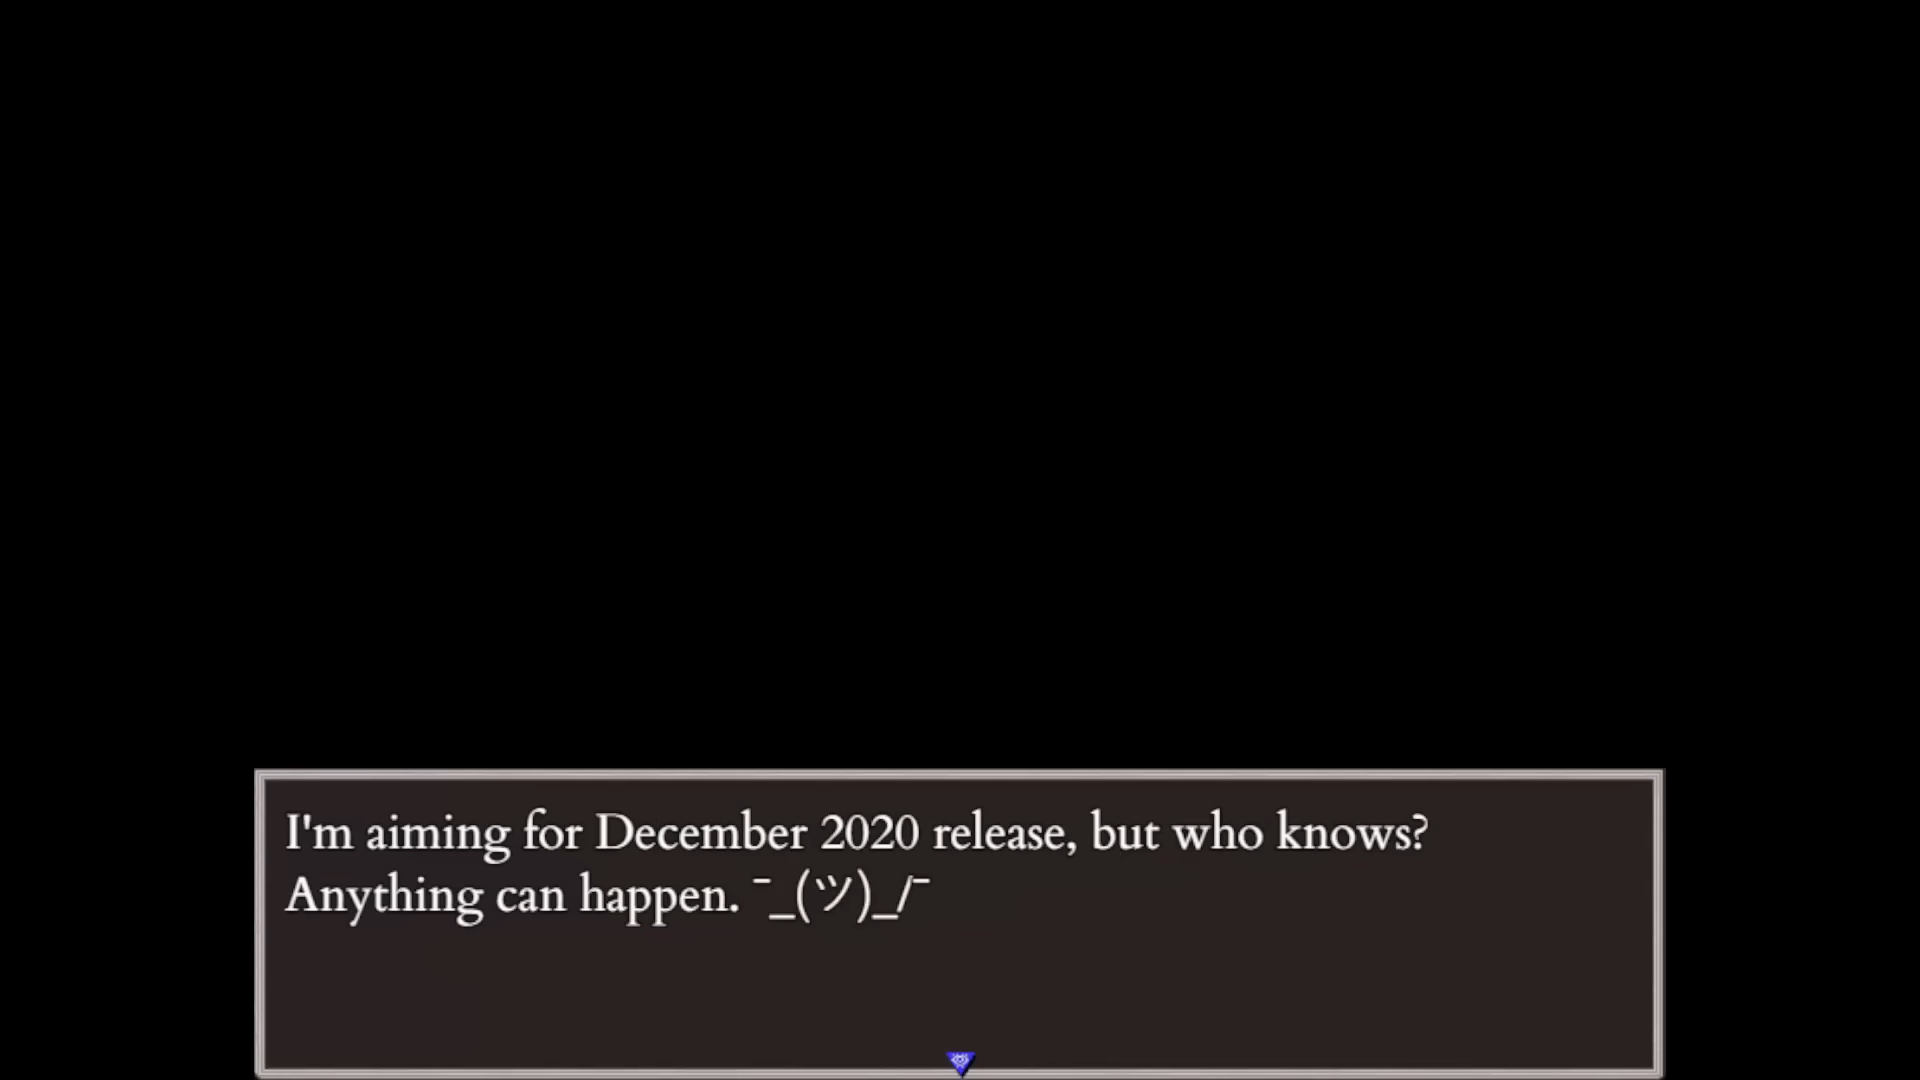 I'm aiming for December 2020 release, but who knows?
Anything can happen. ¯_(ツ)_/¯